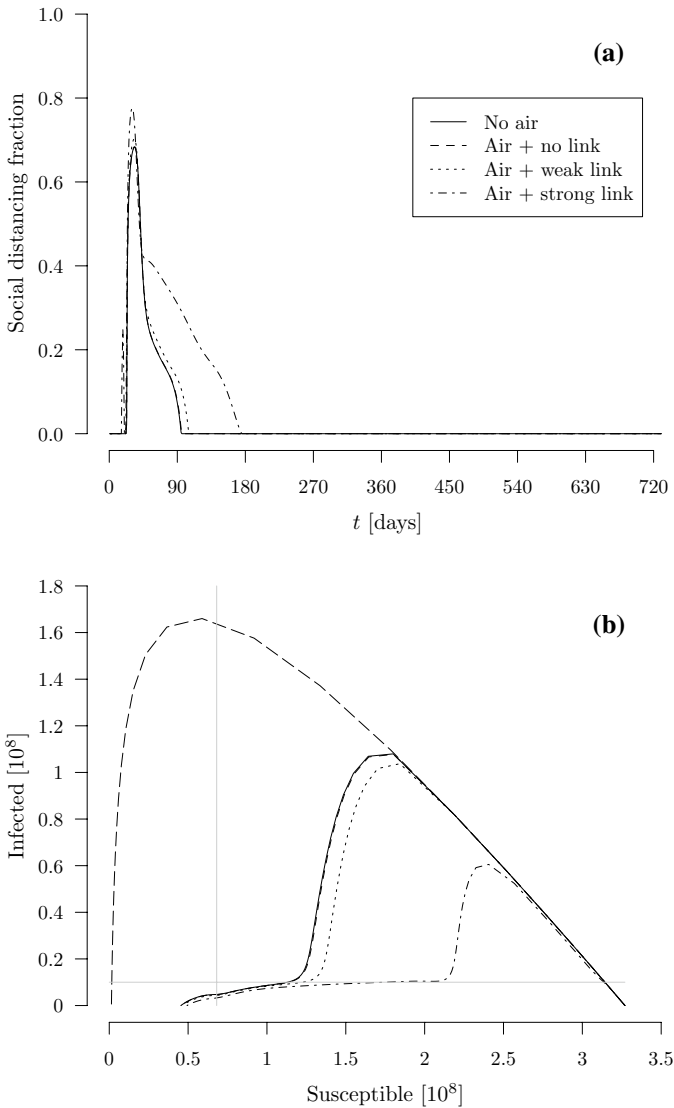 1.0
(a)
0.8
No air
Air + no link
Air + weak link
Air + strong link
0.6
0.4
0.2
0.0
Social distancing fraction
0 90 180 270 360 450 540 630 720
t [days]
1.8
(b)
1.6
1.4
1.2
1
0.8
0.6
0.4
0.2
0
Infected [10⁸]
0 0.5 1 1.5 2 2.5 3 3.5
Susceptible [10⁸]